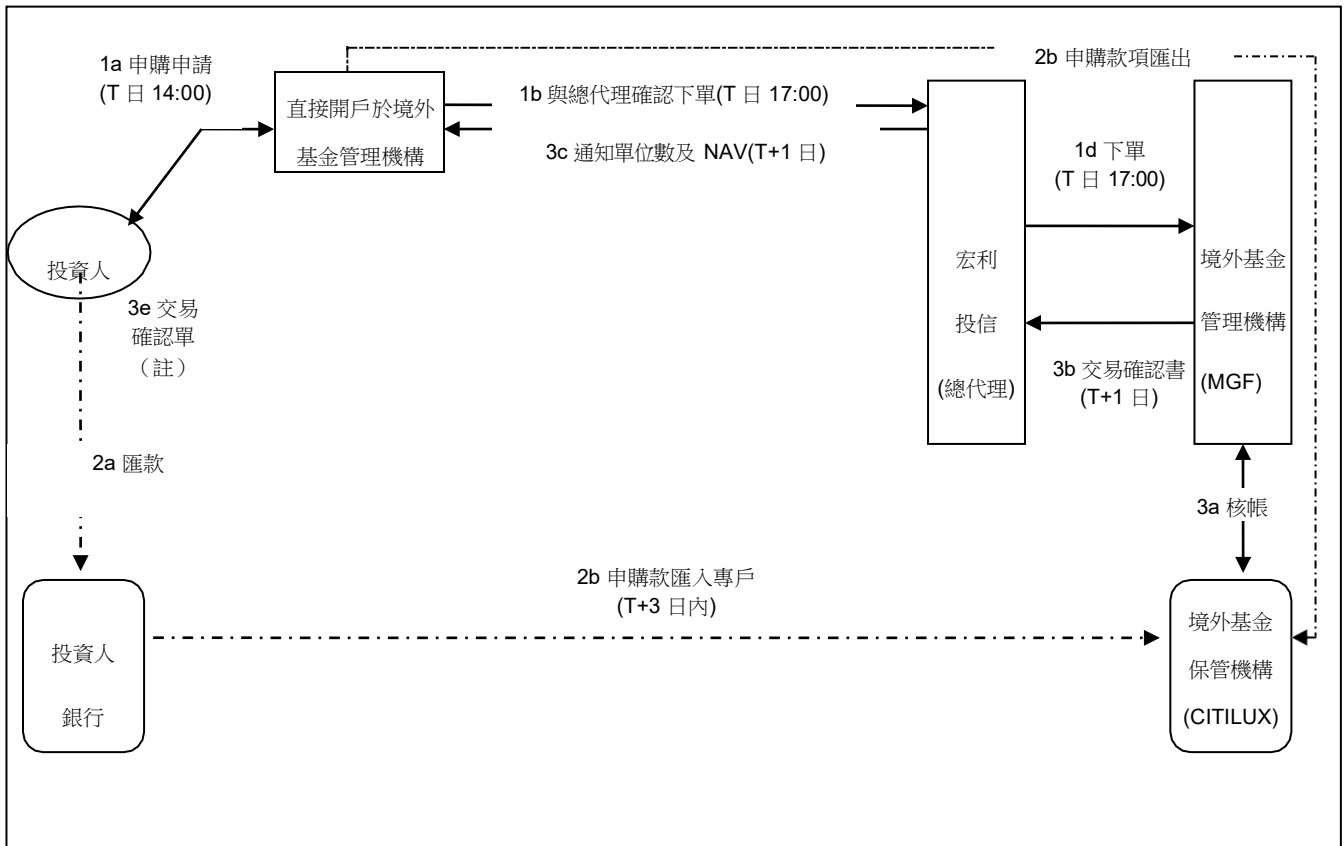 2b 申購款項匯出
1a 申購申請
(T 日 14:00)
直接開戶於境外
基金管理機構
1b 與總代理確認下單(T 日 17:00)
3c 通知單位數及 NAV(T+1 日)
1d 下單
(T 日 17:00)
投資人
宏利
投信
(總代理)
境外基金
管理機構
(MGF)
3e 交易
確認單
（註）
3b 交易確認書
(T+1 日)
2a 匯款
3a 核帳
2b 申購款匯入專戶
(T+3 日內)
投資人
銀行
境外基金
保管機構
(CITILUX)